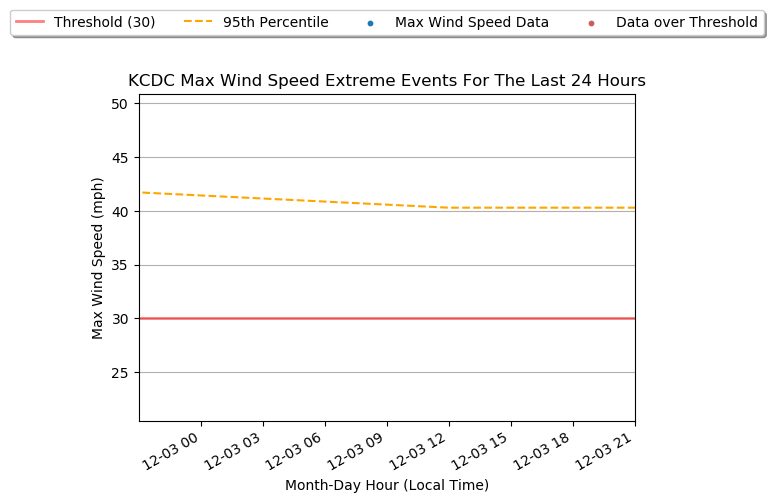 Threshold (30) 95th Percentile Max Wind Speed Data Data over Threshold
KCDC Max Wind Speed Extreme Events For The Last 24 Hours
50
45
40
35
30
25
Max Wind Speed (mph)
12-03 00 12-03 03 12-03 06 12-03 09 12-03 12 12-03 15 12-03 18 12-03 21
Month-Day Hour (Local Time)